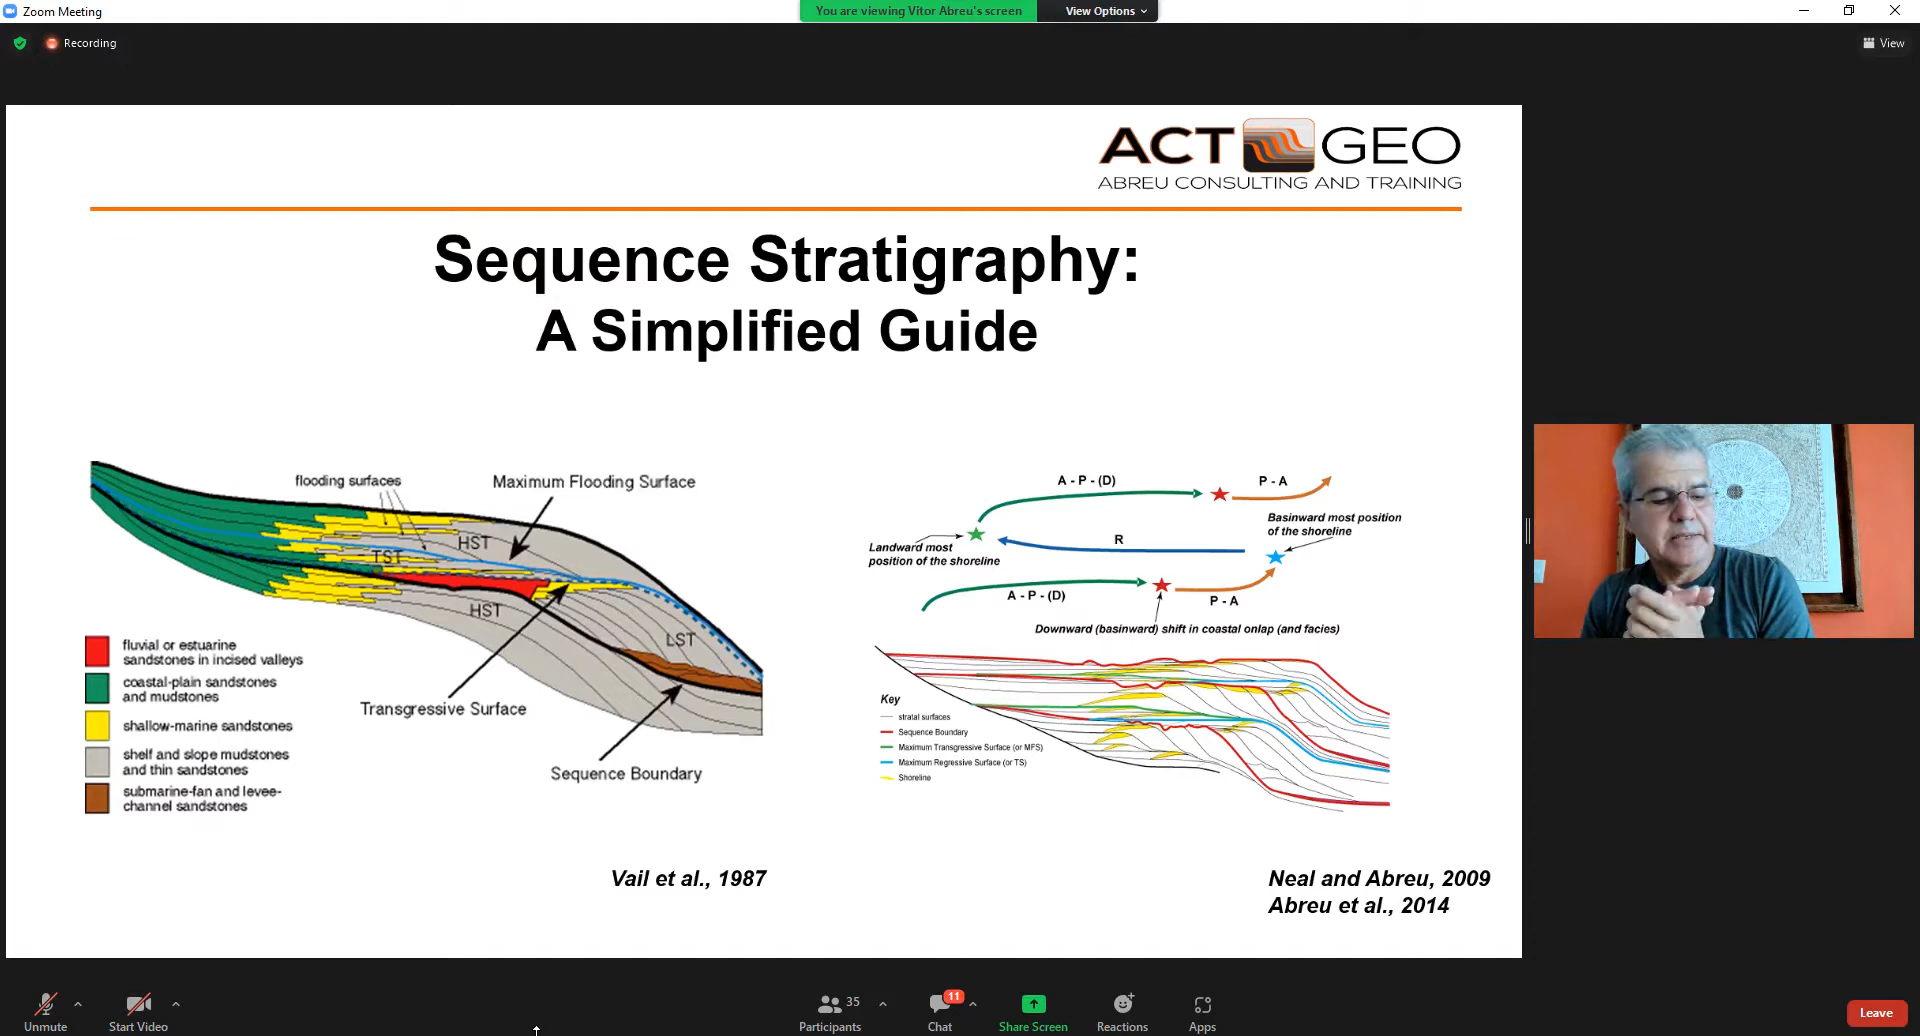 Zoom Meeting
You are viewing Vitor Abreu's screen
View Options
Recording
View
ACT GEO
ABREU CONSULTING AND TRAINING
Sequence Stratigraphy:
A Simplified Guide
flooding surfaces
Maximum Flooding Surface
HST
TST
HST
LST
Transgressive Surface
Sequence Boundary
fluvial or estuarine
sandstones in incised valleys
coastal-plain sandstones
and mudstones
shallow-marine sandstones
shelf and slope mudstones
and thin sandstones
submarine-fan and levee-
channel sandstones
Vail et al., 1987
A - P - (D)
P - A
Basinward most position
of the shoreline
Landward most
position of the shoreline
R
A - P - (D)
P - A
Downward (basinward) shift in coastal onlap (and facies)
Key
stratal surfaces
Sequence Boundary
Maximum Transgressive Surface (or MFS)
Maximum Regressive Surface (or TS)
Shoreline
Neal and Abreu, 2009
Abreu et al., 2014
Unmute
Start Video
35
Participants
11
Chat
Share Screen
Reactions
Apps
Leave